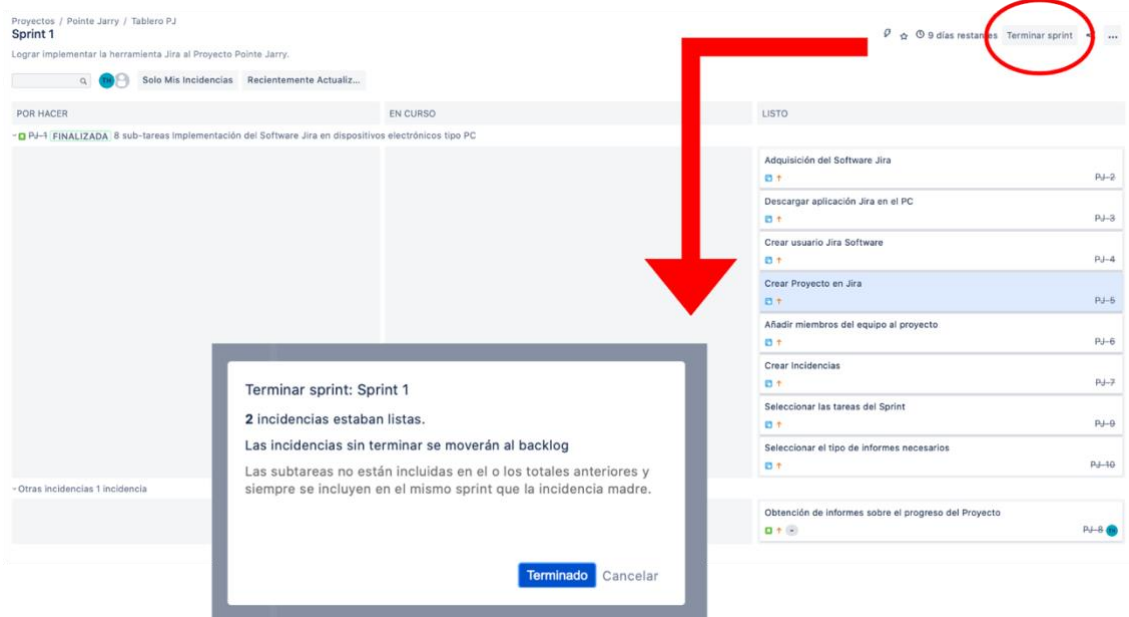 Proyectos / Pointe Jarry / Tablero PJ
Sprint 1
9 días restantes Terminar sprint
Lograr implementar la herramienta Jira al Proyecto Pointe Jarry.
TH Solo Mis Incidencias Recientemente Actualiz...
POR HACER EN CURSO LISTO
PJ-1 FINALIZADA 8 sub-tareas Implementación del Software Jira en dispositivos electrónicos tipo PC
Adquisición del Software Jira
PJ-2
Descargar aplicación Jira en el PC
PJ-3
Crear usuario Jira Software
PJ-4
Crear Proyecto en Jira
PJ-5
Añadir miembros del equipo al proyecto
PJ-6
Crear Incidencias
PJ-7
Seleccionar las tareas del Sprint
PJ-9
Seleccionar el tipo de informes necesarios
PJ-10
Otras incidencias 1 incidencia
Obtención de informes sobre el progreso del Proyecto
PJ-8
Terminar sprint: Sprint 1
2 incidencias estaban listas.
Las incidencias sin terminar se moverán al backlog
Las subtareas no están incluidas en el o los totales anteriores y
siempre se incluyen en el mismo sprint que la incidencia madre.
Terminado Cancelar